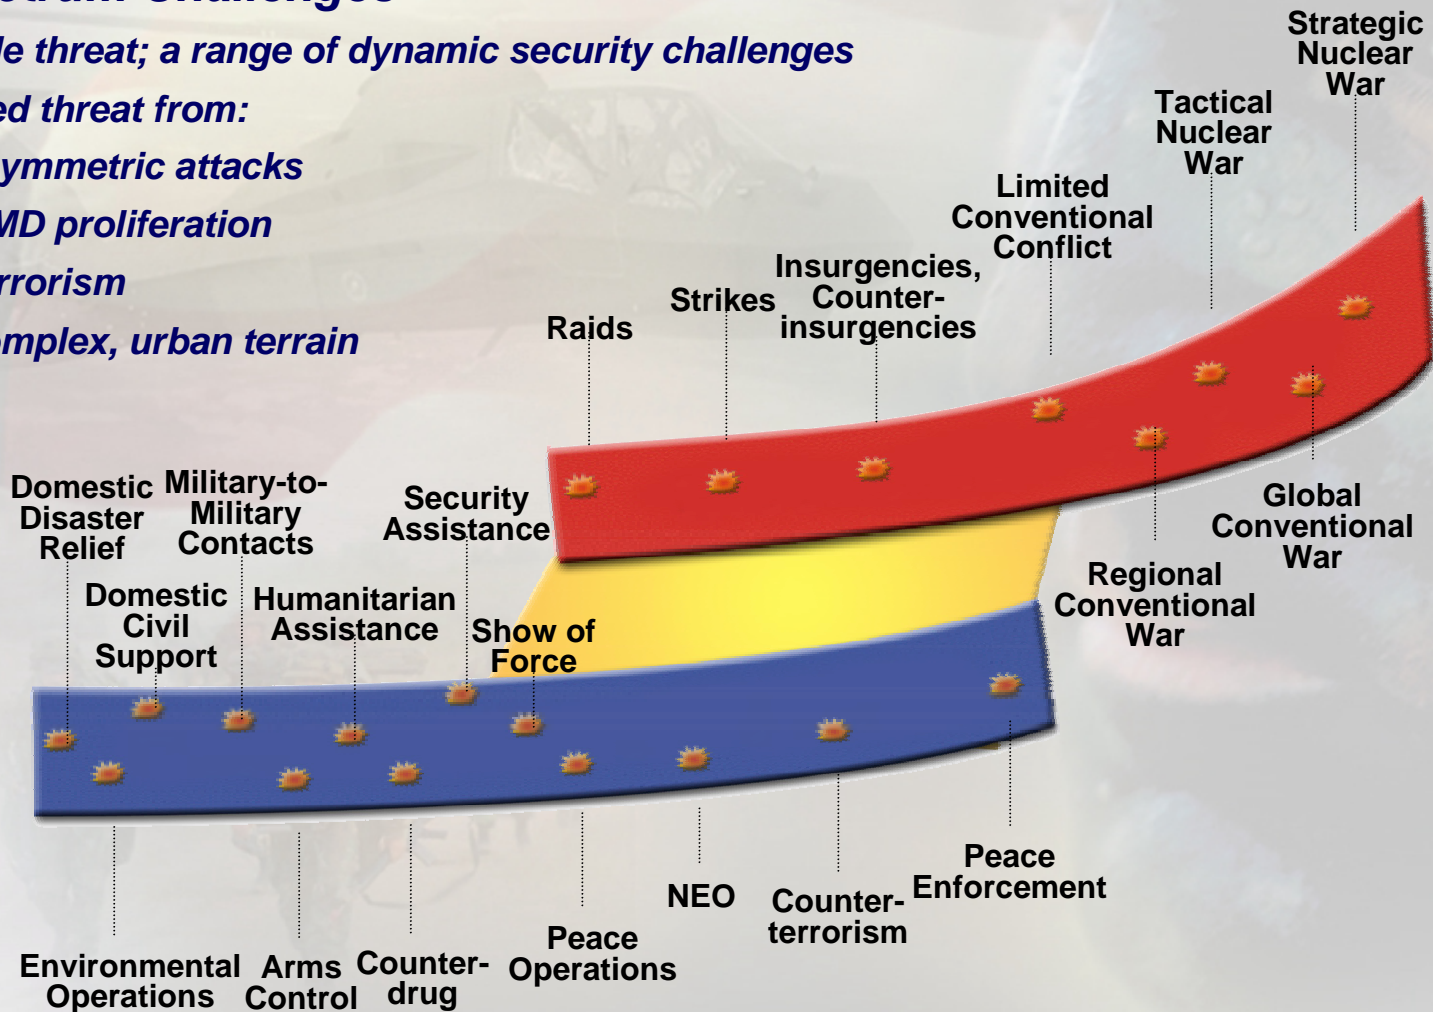 de threat; a range of dynamic security challenges
ed threat from:
symmetric attacks
MD proliferation
rrorism
omplex, urban terrain
Strategic
Nuclear
War
Tactical
Nuclear
War
Limited
Conventional
Conflict
Insurgencies,
Counter-
insurgencies
Strikes
Raids
Domestic
Disaster
Relief
Military-to-
Military
Contacts
Security
Assistance
Domestic
Civil
Support
Humanitarian
Assistance
Show of
Force
Global
Conventional
War
Regional
Conventional
War
Environmental
Operations
Arms
Control
Counter-
drug
Peace
Operations
NEO
Counter-
terrorism
Peace
Enforcement